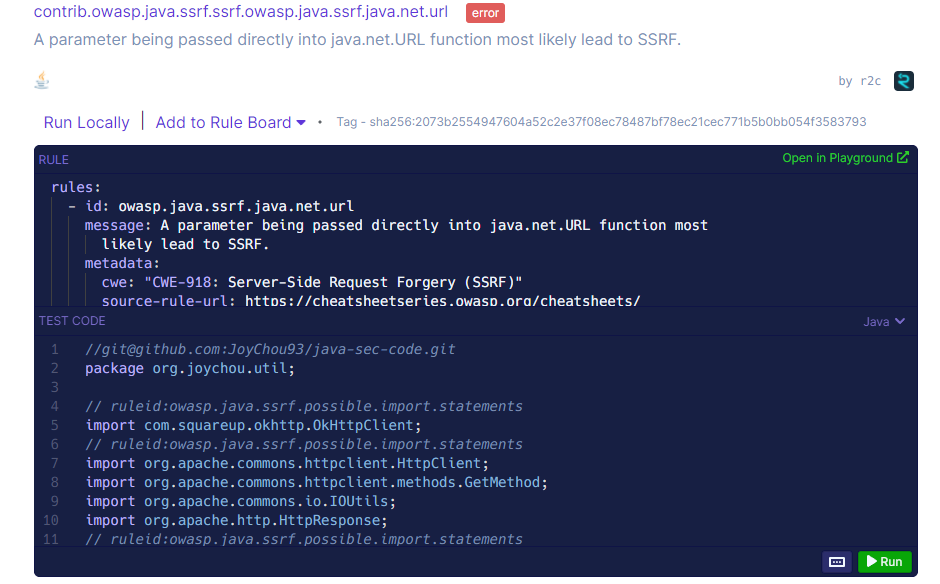 contrib.owasp.java.ssrf.ssrf.owasp.java.ssrf.java.net.url error
A parameter being passed directly into java.net.URL function most likely lead to SSRF.
by r2c
Run Locally | Add to Rule Board • Tag - sha256:2073b2554947604a52c2e37f08ec78487bf78ec21cec771b5b0bb054f3583793
RULE Open in Playground
rules:
- id: owasp.java.ssrf.java.net.url
message: A parameter being passed directly into java.net.URL function most
likely lead to SSRF.
metadata:
cwe: "CWE-918: Server-Side Request Forgery (SSRF)"
source-rule-url: https://cheatsheetseries.owasp.org/cheatsheets/
TEST CODE Java
1 //git@github.com:JoyChou93/java-sec-code.git
2 package org.joychou.util;
3
4 // ruleid:owasp.java.ssrf.possible.import.statements
5 import com.squareup.okhttp.OkHttpClient;
6 // ruleid:owasp.java.ssrf.possible.import.statements
7 import org.apache.commons.httpclient.HttpClient;
8 import org.apache.commons.httpclient.methods.GetMethod;
9 import org.apache.commons.io.IOUtils;
10 import org.apache.http.HttpResponse;
11 // ruleid:owasp.java.ssrf.possible.import.statements
Run